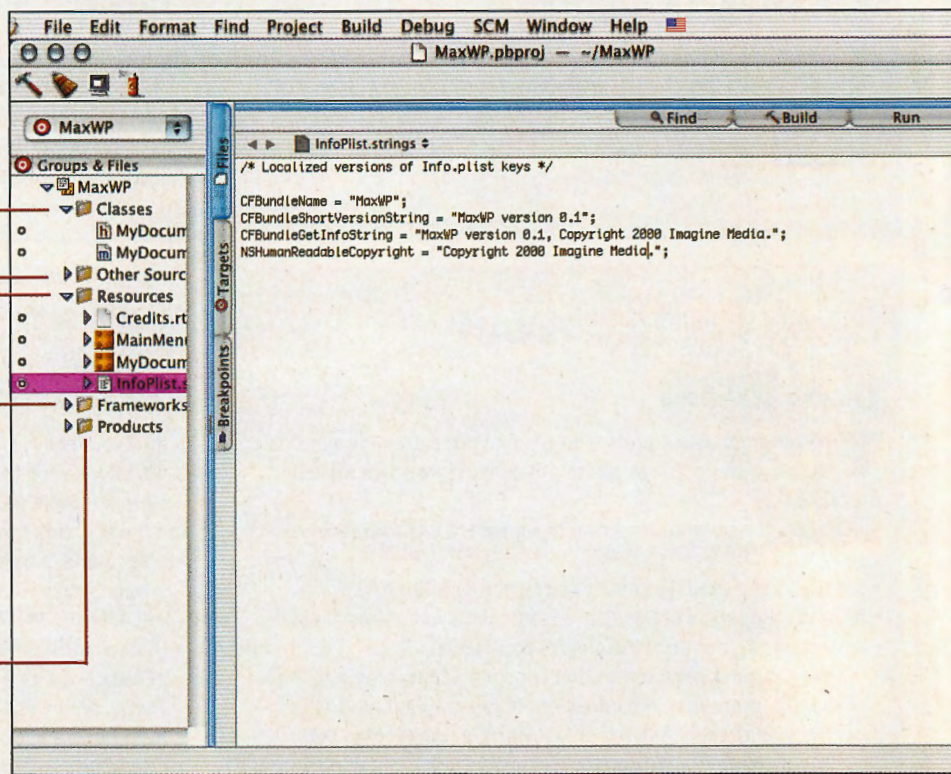 File Edit Format Find Project Build Debug SCM Window Help
MaxWP.pbproj — ~/MaxWP
MaxWP
Find Build Run
Groups & Files
MaxWP
Classes
MyDocum
MyDocum
Other Sourc
Resources
Credits.rt
MainMenu
MyDocum
InfoPlist.s
Frameworks
Products
Files
Targets
Breakpoints
InfoPlist.strings
/* Localized versions of Info.plist keys */
CFBundleName = "MaxWP";
CFBundleShortVersionString = "MaxWP version 0.1";
CFBundleGetInfoString = "MaxWP version 0.1, Copyright 2000 Imagine Media.";
NSHumanReadableCopyright = "Copyright 2000 Imagine Media.";